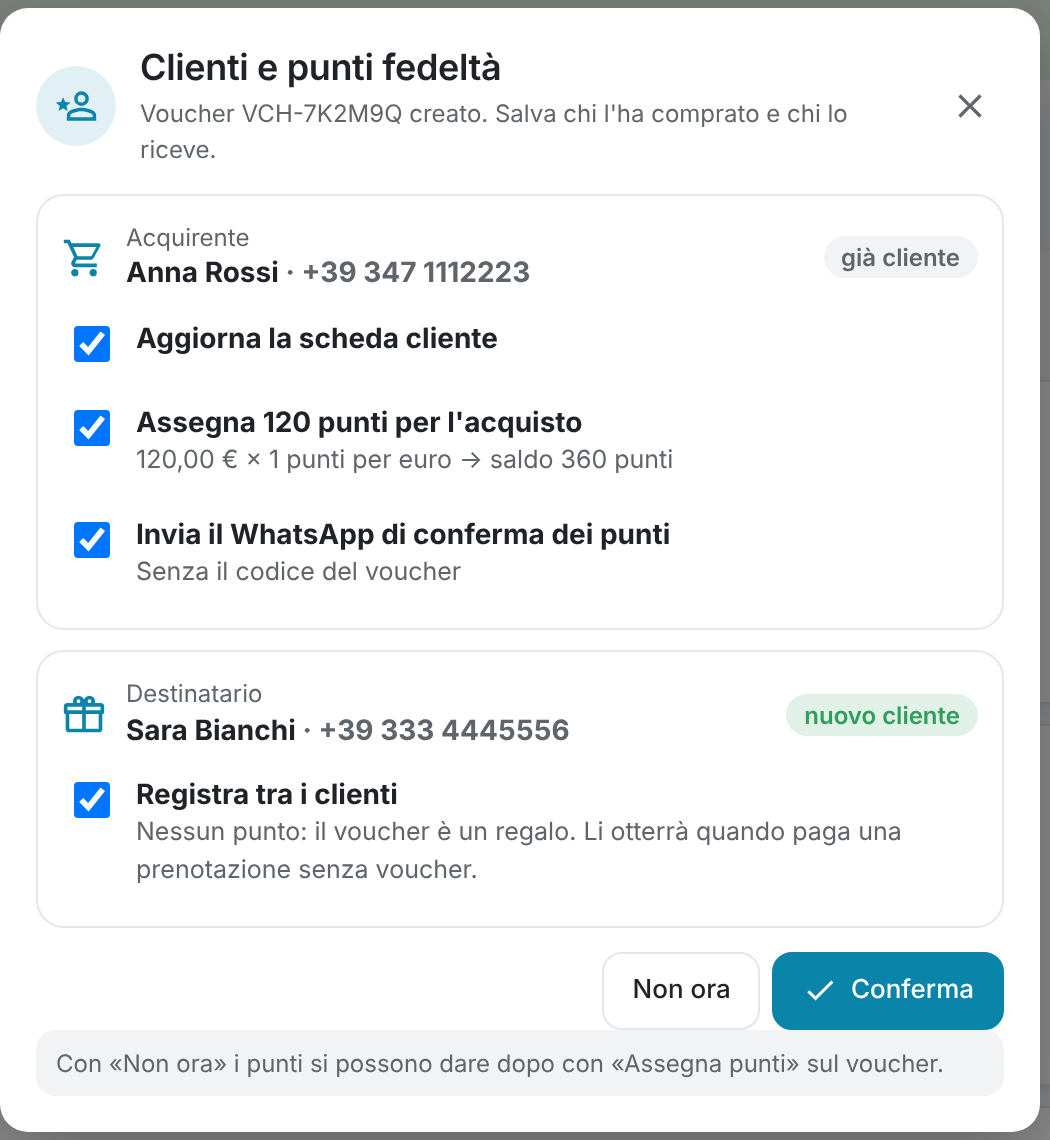 Clienti e punti fedeltà
Voucher VCH-7K2M9Q creato. Salva chi l'ha comprato e chi lo
riceve.
Acquirente
Anna Rossi · +39 347 1112223
già cliente
Aggiorna la scheda cliente
Assegna 120 punti per l'acquisto
120,00 € × 1 punti per euro → saldo 360 punti
Invia il WhatsApp di conferma dei punti
Senza il codice del voucher
Destinatario
Sara Bianchi · +39 333 4445556
nuovo cliente
Registra tra i clienti
Nessun punto: il voucher è un regalo. Li otterrà quando paga una
prenotazione senza voucher.
Non ora
Conferma
Con «Non ora» i punti si possono dare dopo con «Assegna punti» sul voucher.